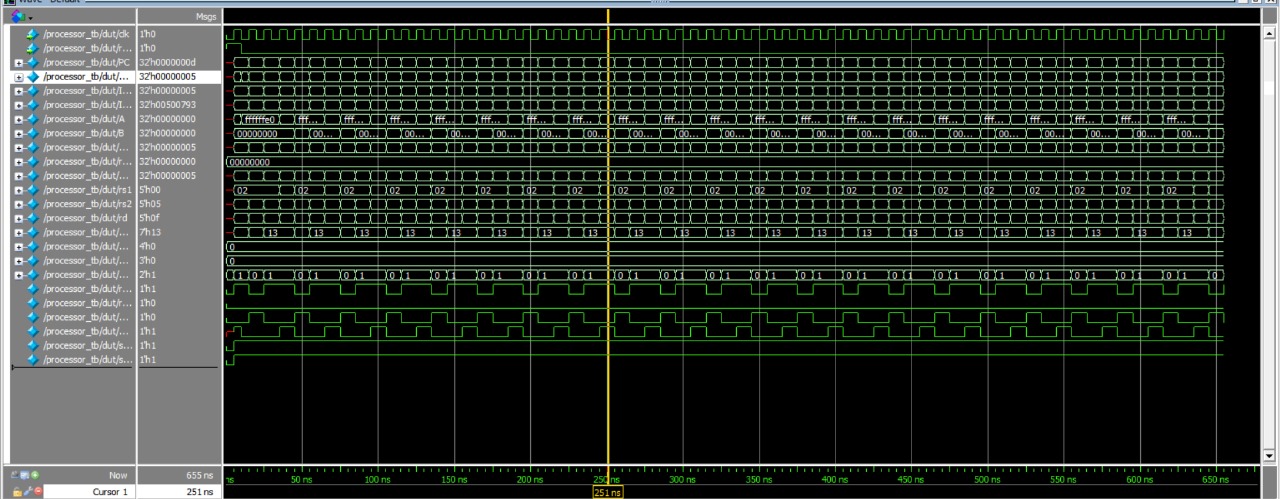 Wave - Default
Msgs
/processor_tb/dut/clk 1'h0
/processor_tb/dut/r... 1'h0
/processor_tb/dut/PC 32'h0000000d
/processor_tb/dut/... 32'h00000005
/processor_tb/dut/I... 32'h00000005
/processor_tb/dut/I... 32'h00500793
/processor_tb/dut/A 32'h00000000 ffffffe0 fff... fff... fff... fff... fff... fff... fff... fff... fff... fff... fff... fff... fff... fff... fff... fff... fff... fff... fff... fff...
/processor_tb/dut/B 32'h00000000 00000000 00... 00... 00... 00... 00... 00... 00... 00... 00... 00... 00... 00... 00... 00... 00... 00... 00... 00... 00... 00...
/processor_tb/dut/... 32'h00000005
/processor_tb/dut/r... 32'h00000000 00000000
/processor_tb/dut/... 32'h00000005
/processor_tb/dut/rs1 5'h00 02 02 02 02 02 02 02 02 02 02 02 02 02 02 02 02 02 02 02 02 02
/processor_tb/dut/rs2 5'h05
/processor_tb/dut/rd 5'h0f
/processor_tb/dut/... 7'h13 13 13 13 13 13 13 13 13 13 13 13 13 13 13 13 13 13 13 13 13 13
/processor_tb/dut/... 4'h0 0
/processor_tb/dut/... 3'h0 0
/processor_tb/dut/... 2'h1 1 0 1 0 1 0 1 0 1 0 1 0 1 0 1 0 1 0 1 0 1 0 1 0 1 0 1 0 1 0 1 0 1 0 1 0 1 0 1 0 1 0 1 0
/processor_tb/dut/r... 1'h1
/processor_tb/dut/r... 1'h0
/processor_tb/dut/... 1'h0
/processor_tb/dut/... 1'h1
/processor_tb/dut/s... 1'h1
/processor_tb/dut/s... 1'h1
Now 655 ns ns 50 ns 100 ns 150 ns 200 ns 250 ns 300 ns 350 ns 400 ns 450 ns 500 ns 550 ns 600 ns 650 ns
Cursor 1 251 ns 251 ns